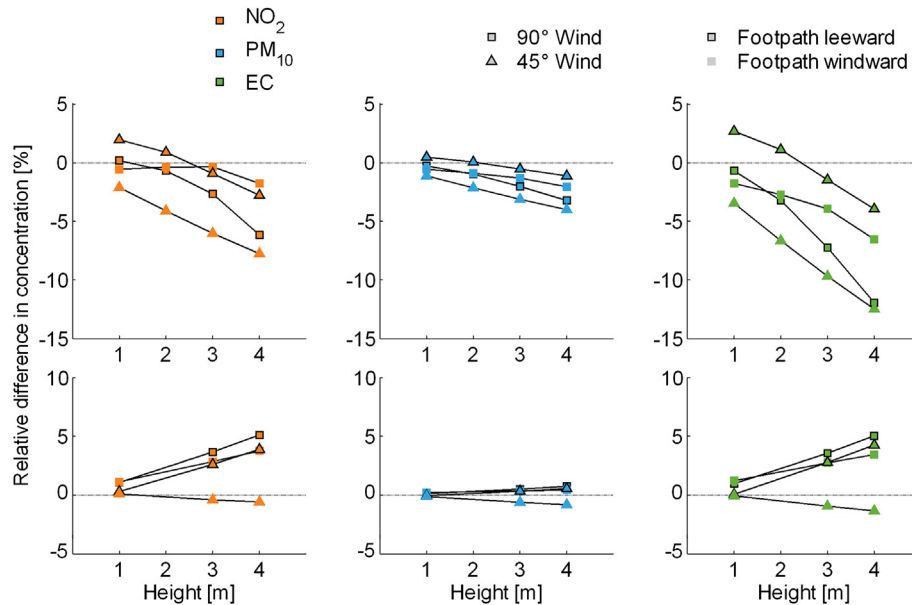 NO2
PM10
EC
90° Wind
45° Wind
Footpath leeward
Footpath windward
Relative difference in concentration [%]
5
0
-5
-10
-15
1 2 3 4
5
0
-5
-10
-15
1 2 3 4
5
0
-5
-10
-15
1 2 3 4
10
5
0
-5
1 2 3 4
Height [m]
10
5
0
-5
1 2 3 4
Height [m]
10
5
0
-5
1 2 3 4
Height [m]